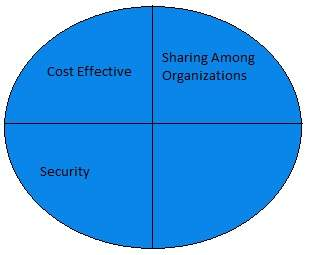 Cost Effective
Sharing Among
Organizations
Security